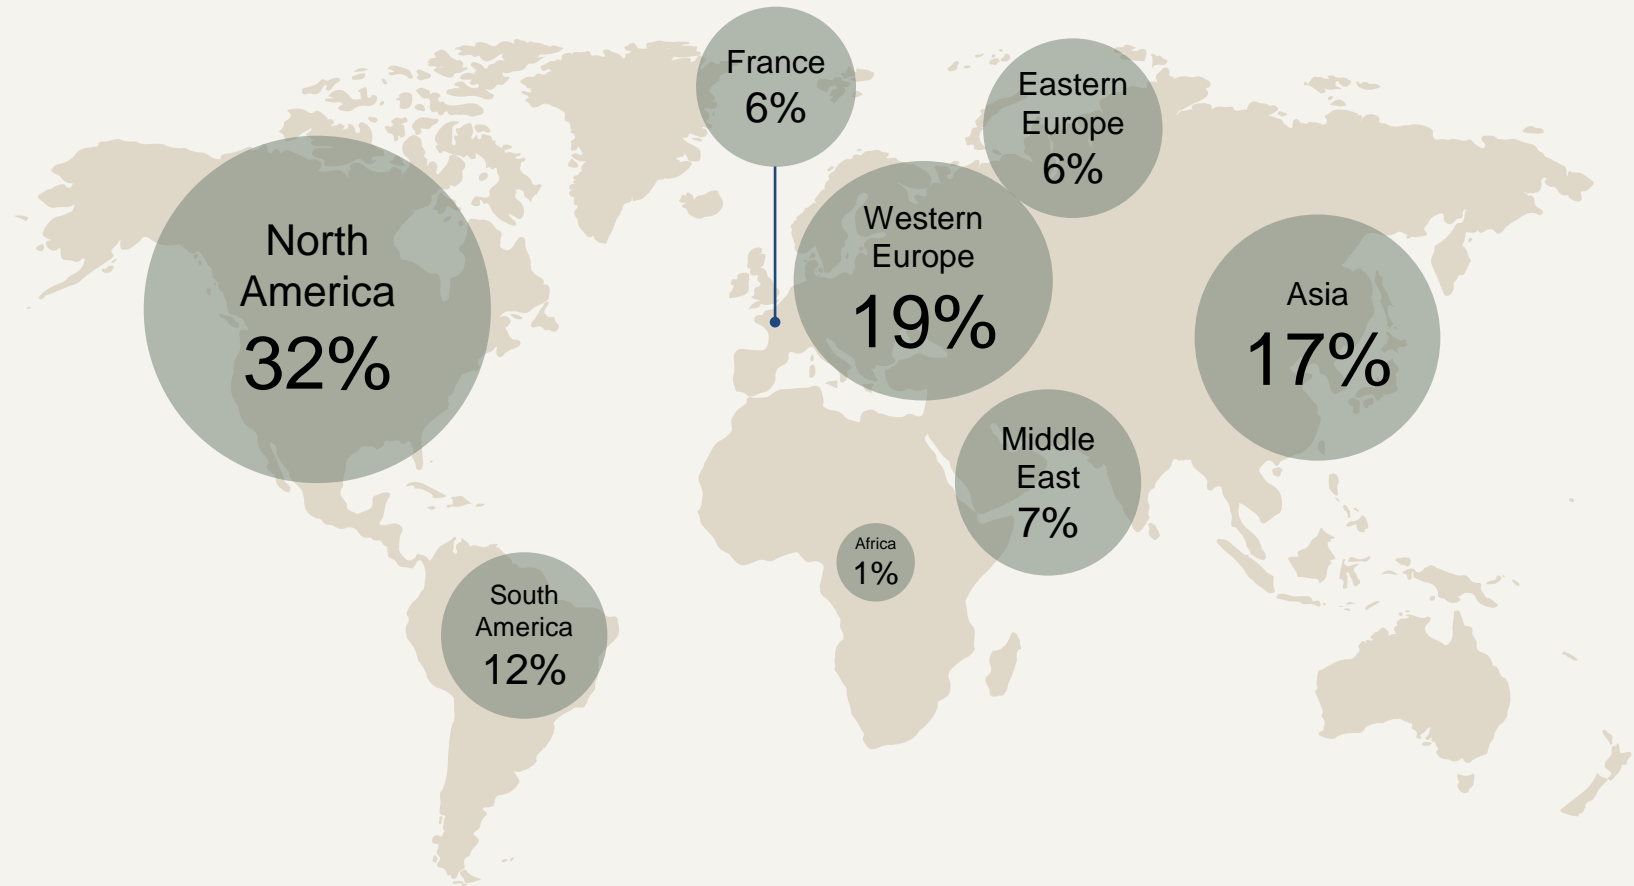 France
6%
Eastern
Europe
6%
North
America
32%
Western
Europe
19%
Asia
17%
Middle
East
7%
Africa
1%
South
America
12%